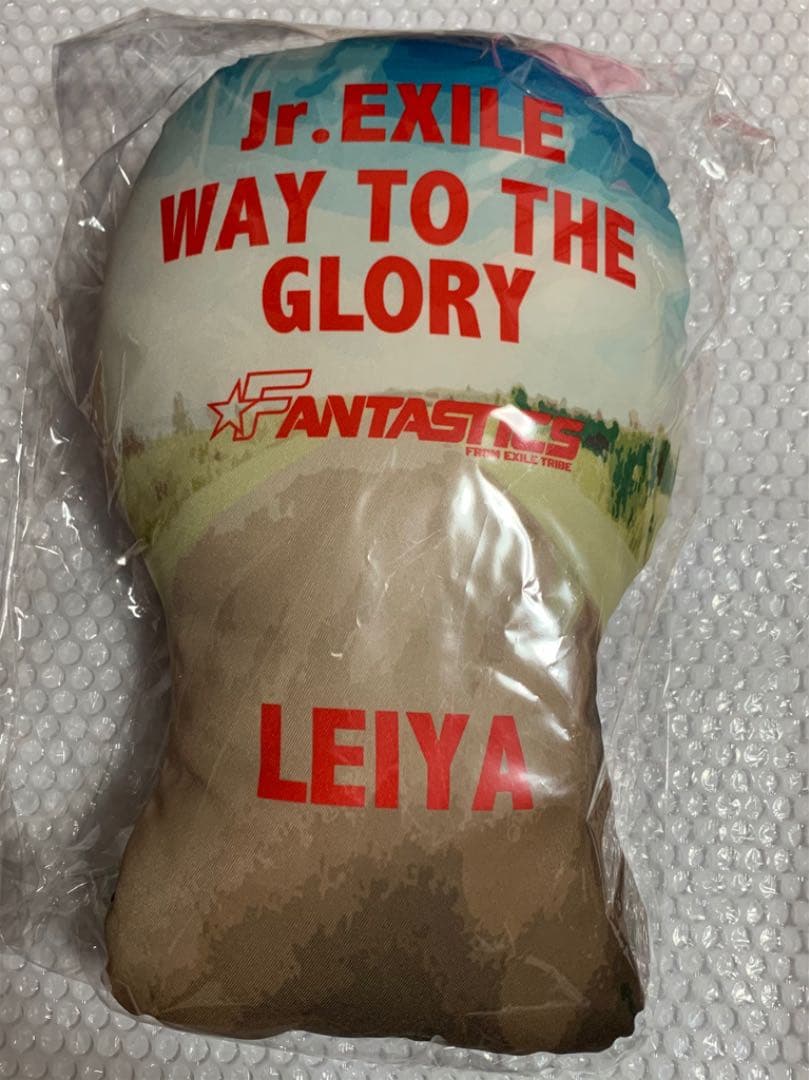 Jr.EXILE
WAY TO THE
GLORY
FANTASTICS
FROM EXILE TRIBE
LEIYA